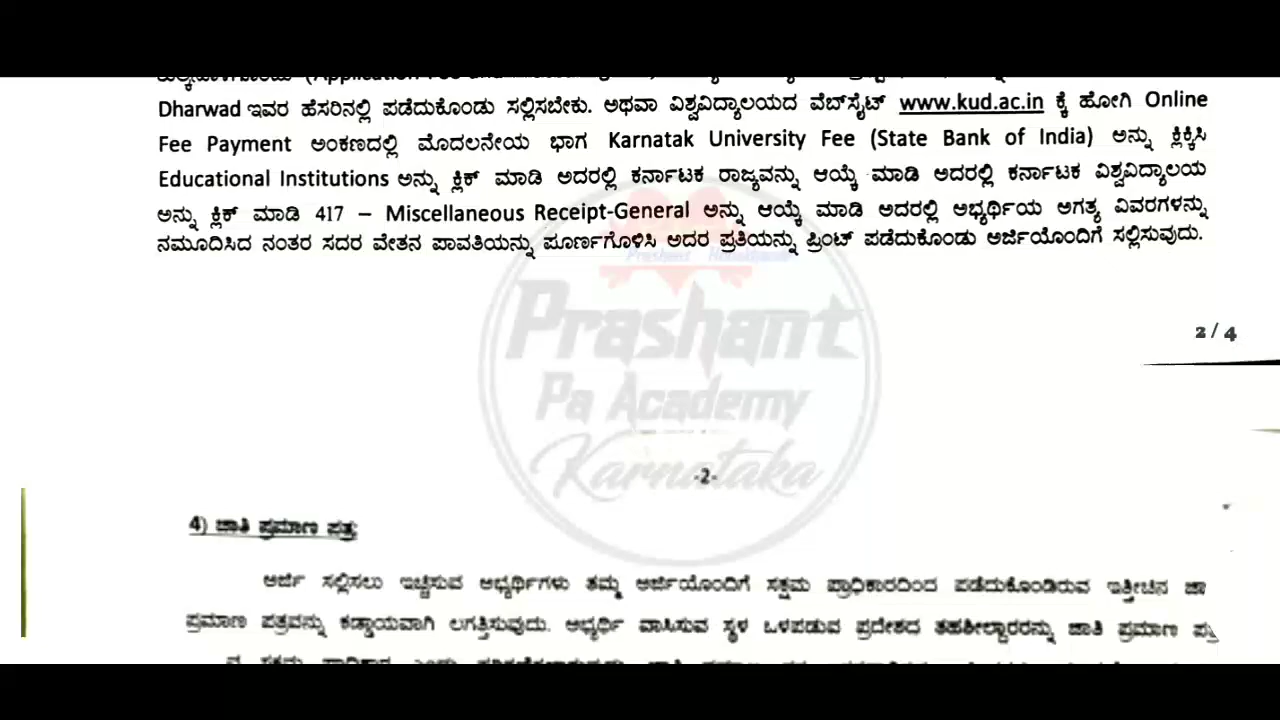 (Application Fee and
Dharwad ಇವರ ಹೆಸರಿನಲ್ಲಿ ಪಡೆದುಕೊಂಡು ಸಲ್ಲಿಸಬೇಕು. ಅಥವಾ ವಿಶ್ವವಿದ್ಯಾಲಯದ ವೆಬ್‌ಸೈಟ್ www.kud.ac.in ಕ್ಕೆ ಹೋಗಿ Online
Fee Payment ಅಂಕಣದಲ್ಲಿ ಮೊದಲನೇಯ ಭಾಗ Karnatak University Fee (State Bank of India) ಅನ್ನು ಕ್ಲಿಕ್ಕಿಸಿ
Educational Institutions ಅನ್ನು ಕ್ಲಿಕ್ ಮಾಡಿ ಅದರಲ್ಲಿ ಕರ್ನಾಟಕ ರಾಜ್ಯವನ್ನು ಆಯ್ಕೆ ಮಾಡಿ ಅದರಲ್ಲಿ ಕರ್ನಾಟಕ ವಿಶ್ವವಿದ್ಯಾಲಯ
ಅನ್ನು ಕ್ಲಿಕ್ ಮಾಡಿ 417 – Miscellaneous Receipt-General ಅನ್ನು ಆಯ್ಕೆ ಮಾಡಿ ಅದರಲ್ಲಿ ಅಭ್ಯರ್ಥಿಯ ಅಗತ್ಯ ವಿವರಗಳನ್ನು
ನಮೂದಿಸಿದ ನಂತರ ಸದರ ವೇತನ ಪಾವತಿಯನ್ನು ಪೂರ್ಣಗೊಳಿಸಿ ಅದರ ಪ್ರತಿಯನ್ನು ಪ್ರಿಂಟ್ ಪಡೆದುಕೊಂಡು ಅರ್ಜಿಯೊಂದಿಗೆ ಸಲ್ಲಿಸುವುದು.
Prashant
Pa Academy
Karnataka
2 / 4
-2-
4) ಜಾತಿ ಪ್ರಮಾಣ ಪತ್ರ
ಅರ್ಜಿ ಸಲ್ಲಿಸಲು ಇಚ್ಛಿಸುವ ಅಭ್ಯರ್ಥಿಗಳು ತಮ್ಮ ಅರ್ಜಿಯೊಂದಿಗೆ ಸಕ್ಷಮ ಪ್ರಾಧಿಕಾರದಿಂದ ಪಡೆದುಕೊಂಡಿರುವ ಇತ್ತೀಚಿನ ಜಾ
ಪ್ರಮಾಣ ಪತ್ರವನ್ನು ಕಡ್ಡಾಯವಾಗಿ ಲಗತ್ತಿಸುವುದು. ಅಭ್ಯರ್ಥಿ ವಾಸಿಸುವ ಸ್ಥಳ ಒಳಪಡುವ ಪ್ರದೇಶದ ತಹಶೀಲ್ದಾರರನ್ನು ಜಾತಿ ಪ್ರಮಾಣ